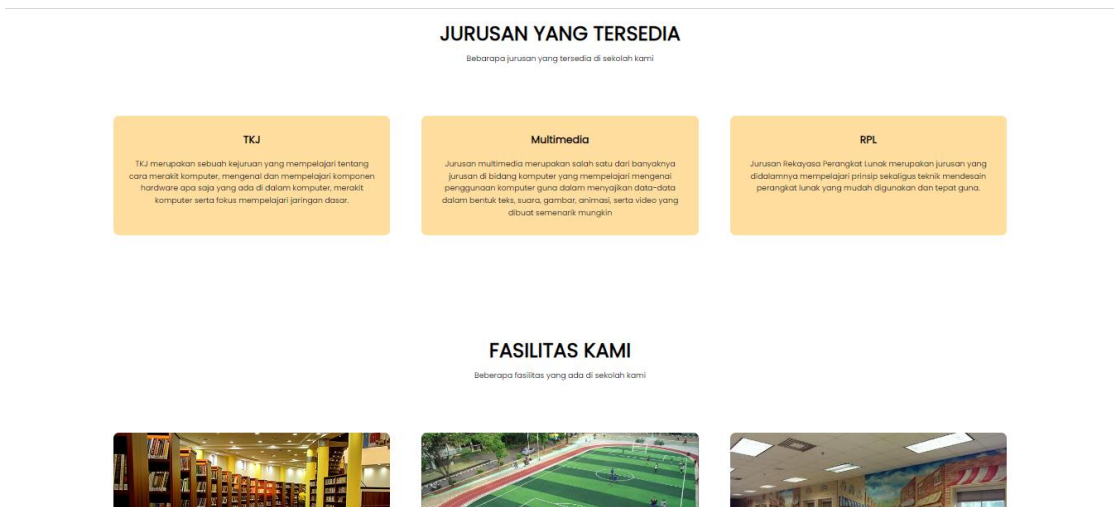 JURUSAN YANG TERSEDIA
Bebarapa jurusan yang tersedia di sekolah kami
TKJ
TKJ merupakan sebuah kejuruan yang mempelajari tentang
cara merakit komputer, mengenal dan mempelajari komponen
hardware apa saja yang ada di dalam komputer, merakit
komputer serta fokus mempelajari jaringan dasar.
Multimedia
Jurusan multimedia merupakan salah satu dari banyaknya
jurusan di bidang komputer yang mempelajari mengenai
penggunaan komputer guna dalam menyajikan data-data
dalam bentuk teks, suara, gambar, animasi, serta video yang
dibuat semenarik mungkin
RPL
Jurusan Rekayasa Perangkat Lunak merupakan jurusan yang
didalamnya mempelajari prinsip sekaligus teknik mendesain
perangkat lunak yang mudah digunakan dan tepat guna.
FASILITAS KAMI
Beberapa fasilitas yang ada di sekolah kami